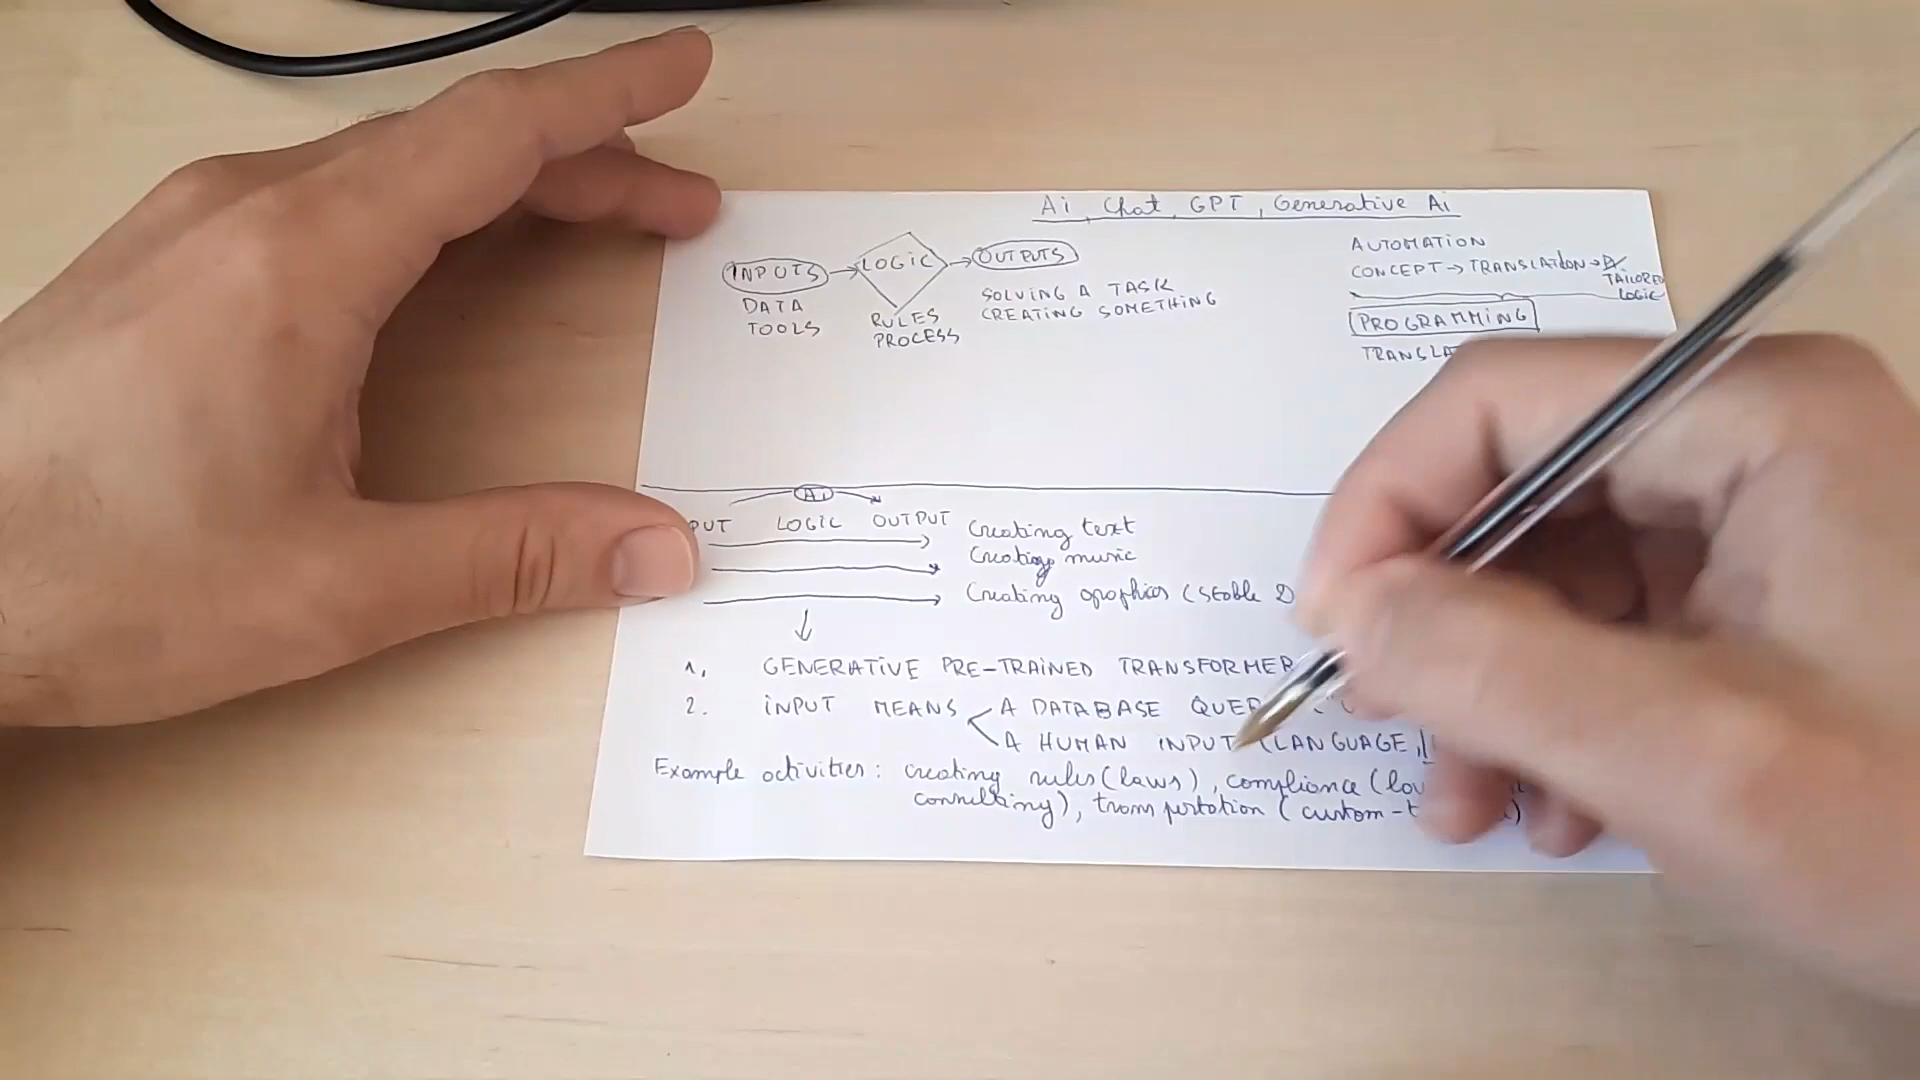 Ai, Chat GPT, Generative Ai
INPUTS → LOGIC → OUTPUTS
DATA
TOOLS
RULES
PROCESS
SOLVING A TASK
CREATING SOMETHING
AUTOMATION
CONCEPT → TRANSLATION →
TAILORED
LOGIC
PROGRAMMING
Ai
LOGIC OUTPUT
Creating text
Creating music
Creating graphics (Stable D
1. GENERATIVE PRE-TRAINED TRANSFORMER
2. INPUT MEANS A DATABASE
A HUMAN INPUT (LANGUAGE,
Example activities: creating rules (laws), compliance
consulting), transportation (custom-